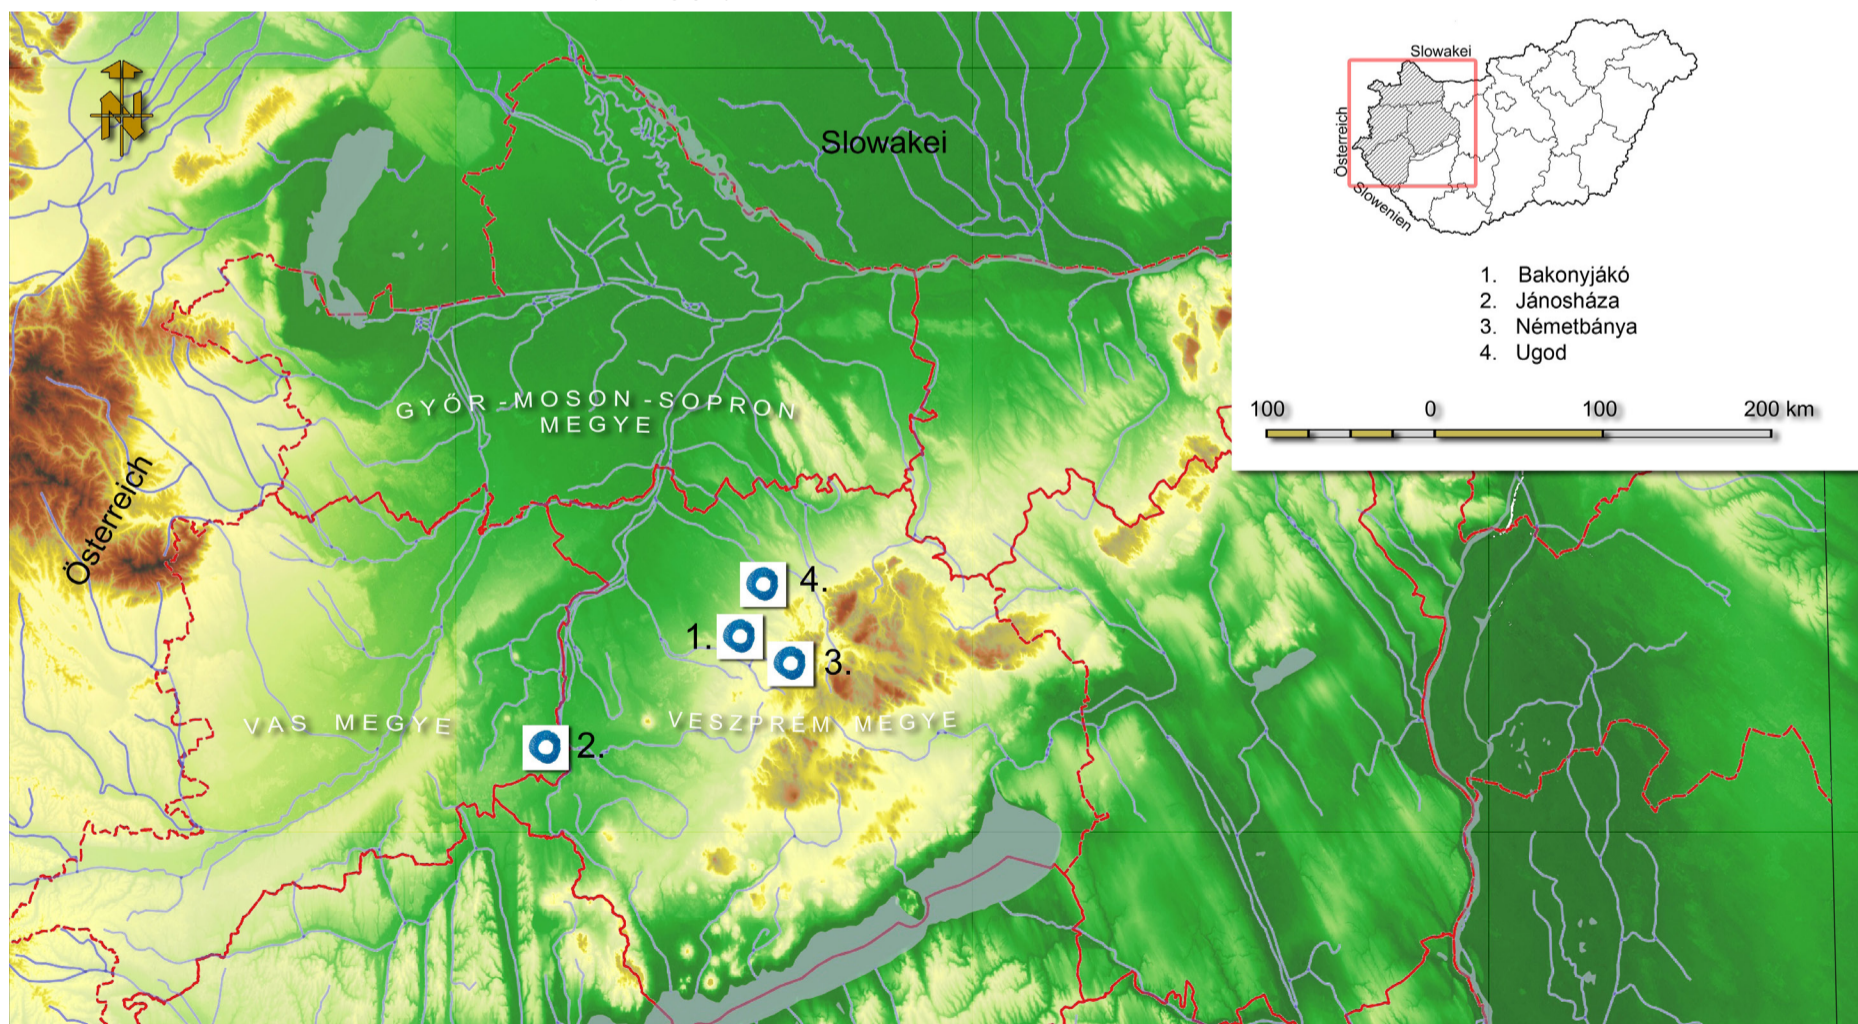 N
Slowakei
Österreich
GYŐR-MOSON-SOPRON
MEGYE
VAS MEGYE
VESZPRÉM MEGYE
4.
1.
3.
2.
Slowakei
Österreich
Slowenien
1. Bakonyjákó
2. Jánosháza
3. Németbánya
4. Ugod
100 0 100 200 km